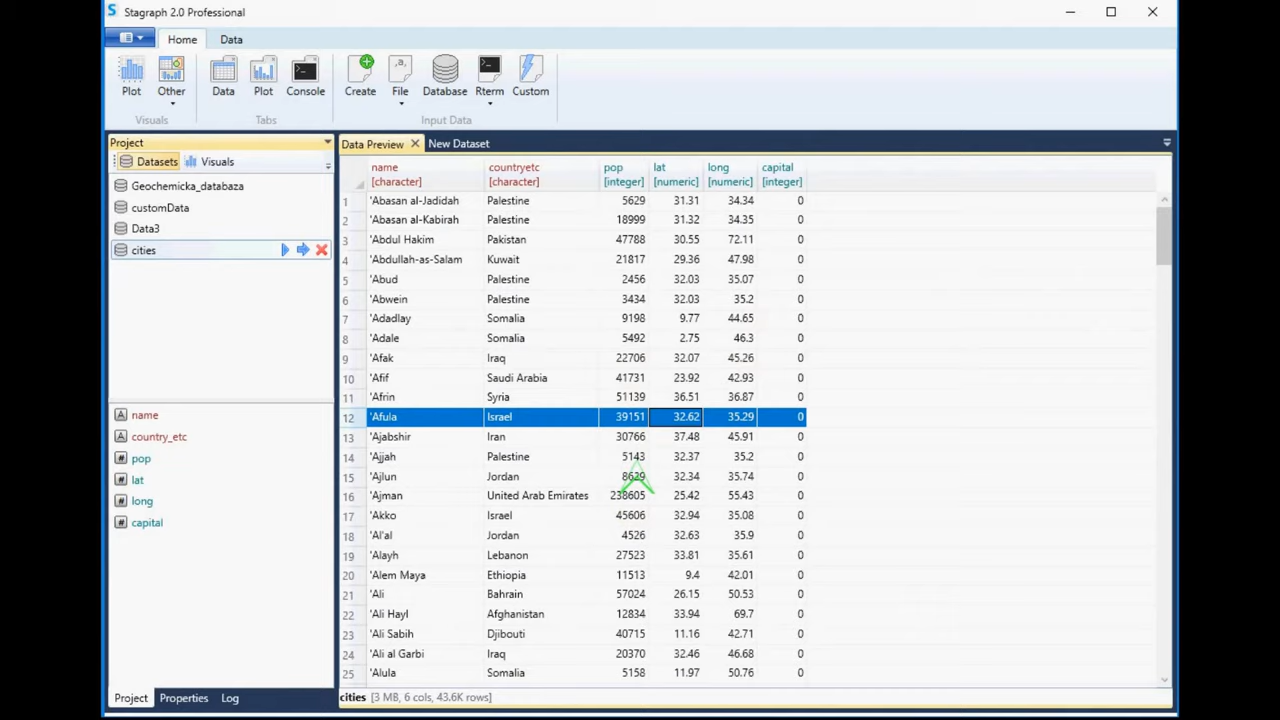 Stagraph 2.0 Professional
Home Data
Plot Other Data Plot Console Create File Database Rterm Custom
Visuals Tabs Input Data
Project
Datasets Visuals
Geochemicka_databaza
customData
Data3
cities
name
country_etc
pop
lat
long
capital
Project Properties Log
Data Preview New Dataset
name countryetc pop lat long capital
[character] [character] [integer] [numeric] [numeric] [integer]
1 'Abasan al-Jadidah Palestine 5629 31.31 34.34 0
2 'Abasan al-Kabirah Palestine 18999 31.32 34.35 0
3 'Abdul Hakim Pakistan 47788 30.55 72.11 0
4 'Abdullah-as-Salam Kuwait 21817 29.36 47.98 0
5 'Abud Palestine 2456 32.03 35.07 0
6 'Abwein Palestine 3434 32.03 35.2 0
7 'Adadlay Somalia 9198 9.77 44.65 0
8 'Adale Somalia 5492 2.75 46.3 0
9 'Afak Iraq 22706 32.07 45.26 0
10 'Afif Saudi Arabia 41731 23.92 42.93 0
11 'Afrin Syria 51139 36.51 36.87 0
12 'Afula Israel 39151 32.62 35.29 0
13 'Ajabshir Iran 30766 37.48 45.91 0
14 'Ajjah Palestine 5143 32.37 35.2 0
15 'Ajlun Jordan 8629 32.34 35.74 0
16 'Ajman United Arab Emirates 238605 25.42 55.43 0
17 'Akko Israel 45606 32.94 35.08 0
18 'Al'al Jordan 4526 32.63 35.9 0
19 'Alayh Lebanon 27523 33.81 35.61 0
20 'Alem Maya Ethiopia 11513 9.4 42.01 0
21 'Ali Bahrain 57024 26.15 50.53 0
22 'Ali Hayl Afghanistan 12834 33.94 69.7 0
23 'Ali Sabih Djibouti 40715 11.16 42.71 0
24 'Ali al Garbi Iraq 20370 32.46 46.68 0
25 'Alula Somalia 5158 11.97 50.76 0
cities [3 MB, 6 cols, 43.6K rows]